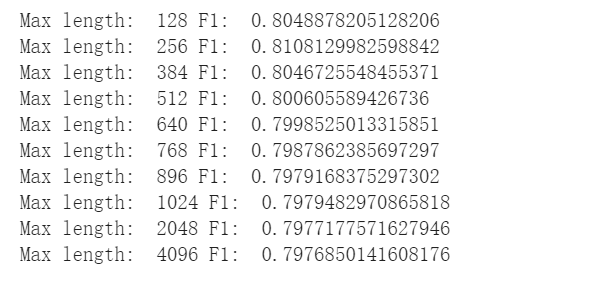 Max length:  128 F1:  0.8048878205128206
Max length:  256 F1:  0.8108129982598842
Max length:  384 F1:  0.8046725548455371
Max length:  512 F1:  0.800605589426736
Max length:  640 F1:  0.7998525013315851
Max length:  768 F1:  0.7987862385697297
Max length:  896 F1:  0.7979168375297302
Max length:  1024 F1:  0.7979482970865818
Max length:  2048 F1:  0.7977177571627946
Max length:  4096 F1:  0.7976850141608176